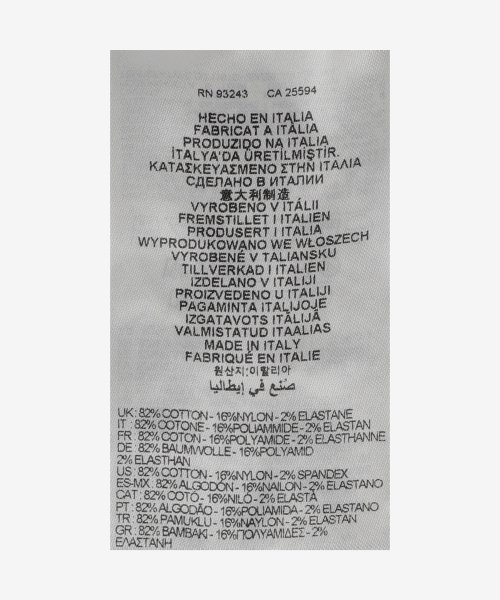 RN 93243 CA 25594
HECHO EN ITALIA
FABRICAT A ITÀLIA
PRODUZIDO NA ITALIA
İTALYA'DA ÜRETİLMİŞTİR.
ΚΑΤΑΣΚΕΥΑΣΜΕΝΟ ΣΤΗΝ ΙΤΑΛΙΑ
СДЕЛАНО В ИТАЛИИ
意大利制造
VYROBENO V ITÁLII
FREMSTILLET I ITALIEN
PRODUSERT I ITALIA
WYPRODUKOWANO WE WŁOSZECH
VYROBENÉ V TALIANSKU
TILLVERKAD I ITALIEN
IZDELANO V ITALIJI
PROIZVEDENO U ITALIJI
PAGAMINTA ITALIJOJE
IZGATAVOTS ITĀLIJĀ
VALMISTATUD ITAALIAS
MADE IN ITALY
FABRIQUÉ EN ITALIE
원산지:이탈리아
صنع في إيطاليا
UK: 82% COTTON - 16%NYLON - 2% ELASTANE
IT : 82% COTONE - 16%POLIAMMIDE - 2% ELASTAN
FR : 82% COTON - 16%POLYAMIDE - 2% ELASTHANNE
DE : 82% BAUMWOLLE - 16%POLYAMID
2% ELASTHAN
US : 82% COTTON - 16%NYLON - 2% SPANDEX
ES-MX : 82% ALGODÓN - 16%NAILON - 2% ELASTANO
CAT : 82% COTÓ - 16%NILÓ - 2% ELASTÀ
PT : 82% ALGODÃO - 16%POLIAMIDA - 2% ELASTANO
TR : 82% PAMUKLU - 16%NAYLON - 2% ELASTAN
GR : 82% ΒΑΜΒΑΚΙ - 16%ΠΟΛΥΑΜΙΔΕΣ - 2%
ΕΛΑΣΤΑΝΗ